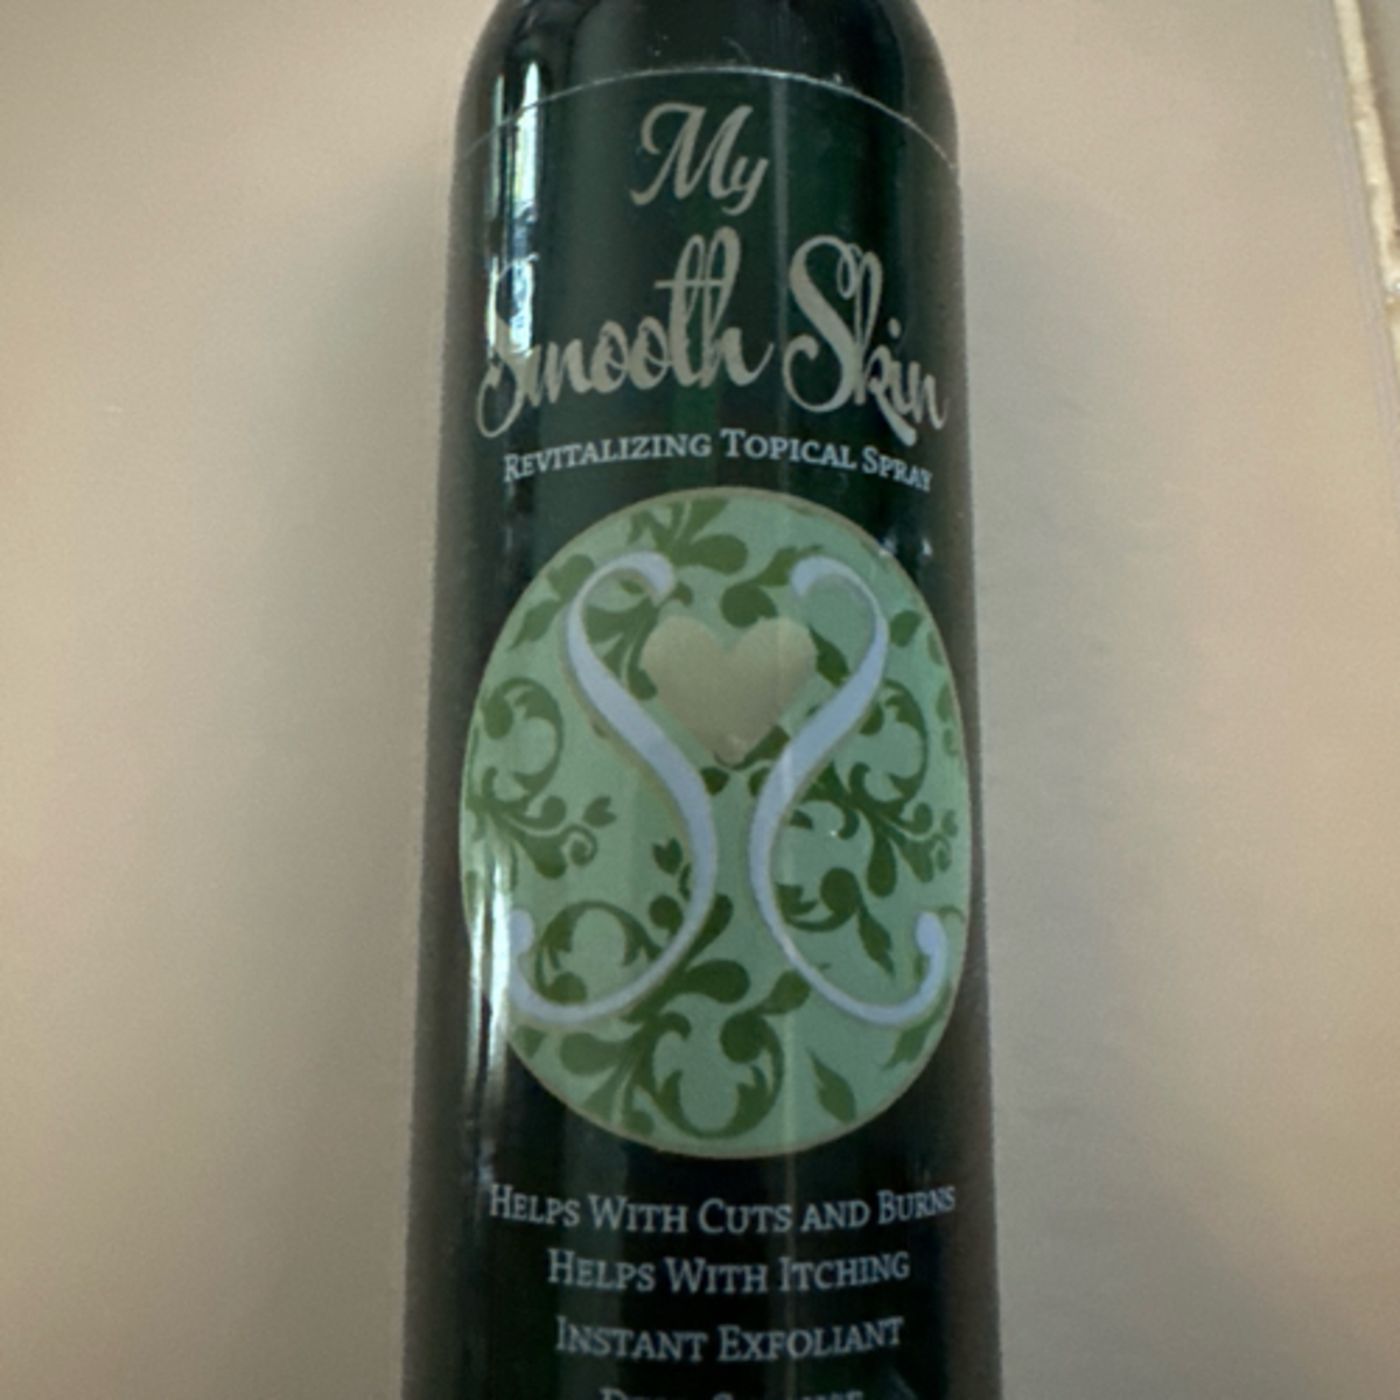 My
Smooth Skin
Revitalizing Topical Spray
Helps With Cuts and Burns
Helps With Itching
Instant Exfoliant